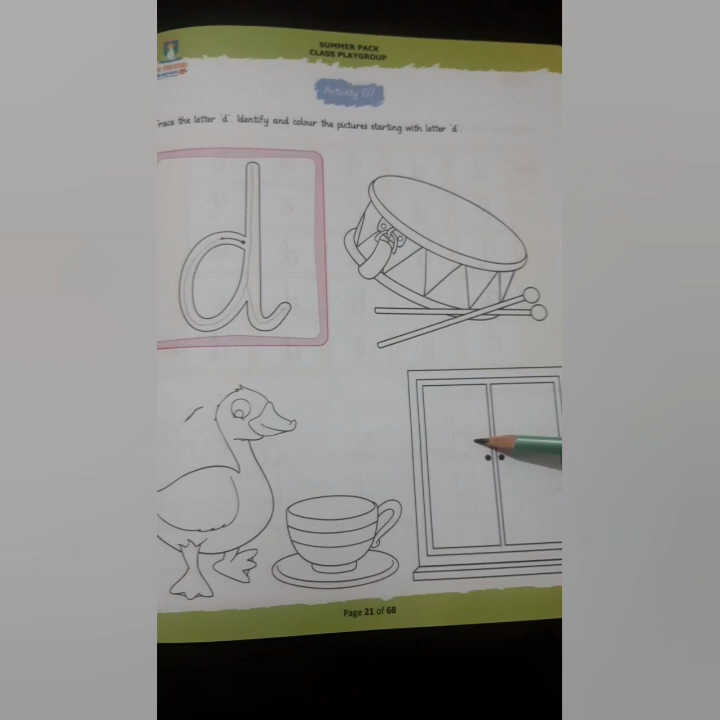 SUMMER PACK
CLASS PLAYGROUP
Activity 07
Trace the letter 'd'. Identify and colour the pictures starting with letter 'd'.
d
Page 21 of 68